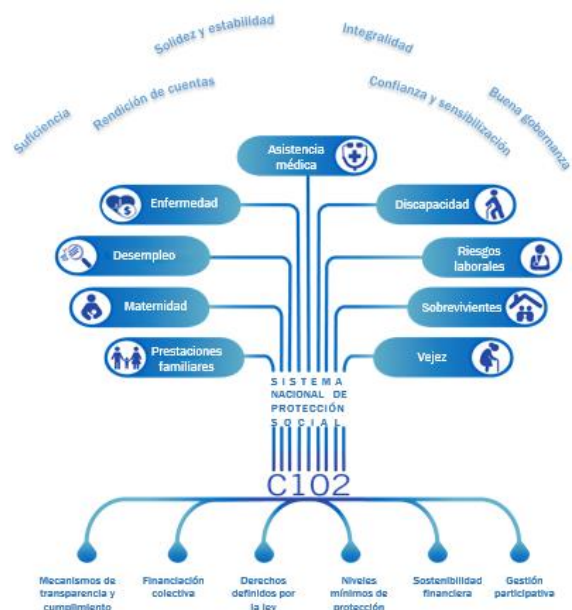 Solidez y estabilidad
Integralidad
Suficiencia
Rendición de cuentas
Confianza y sensibilización
Buena gobernanza
Asistencia
médica
Enfermedad
Discapacidad
Desempleo
Riesgos
laborales
Maternidad
Sobrevivientes
Prestaciones
familiares
Vejez
SISTEMA
NACIONAL DE
PROTECCIÓN
SOCIAL
C102
Mecanismos de
transparencia y
cumplimiento
Financiación
colectiva
Derechos
definidos por
la ley
Niveles
mínimos de
protección
Sostenibilidad
financiera
Gestión
participativa